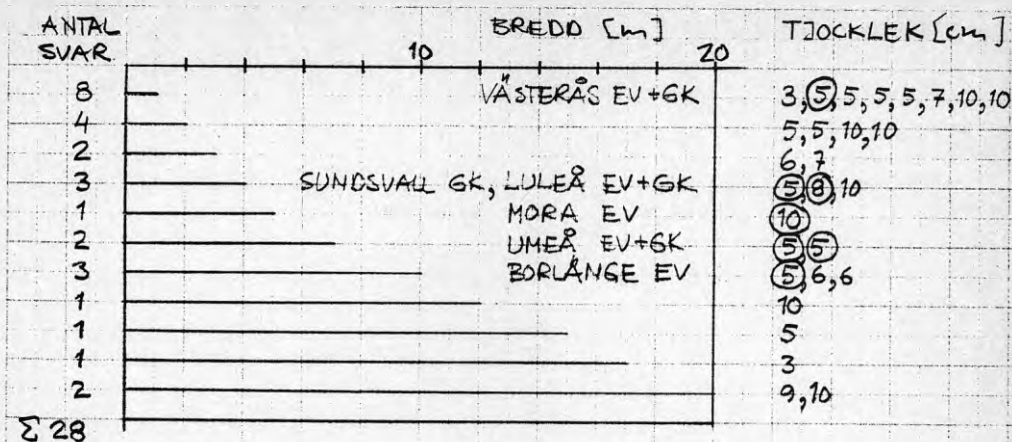 ANTAL SVAR BREDD [m] TJOCKLEK [cm]
10 20
8 VÄSTERÅS EV+GK 3, 5, 5, 5, 5, 7, 10, 10
4 5, 5, 10, 10
2 6, 7
3 SUNDSVALL GK, LULEÅ EV+GK 5, 8, 10
1 MORA EV 10
2 UMEÅ EV+GK 5 5
3 BORLÅNGE EV 5, 6, 6
1 10
1 5
1 3
2 9, 10
Σ 28